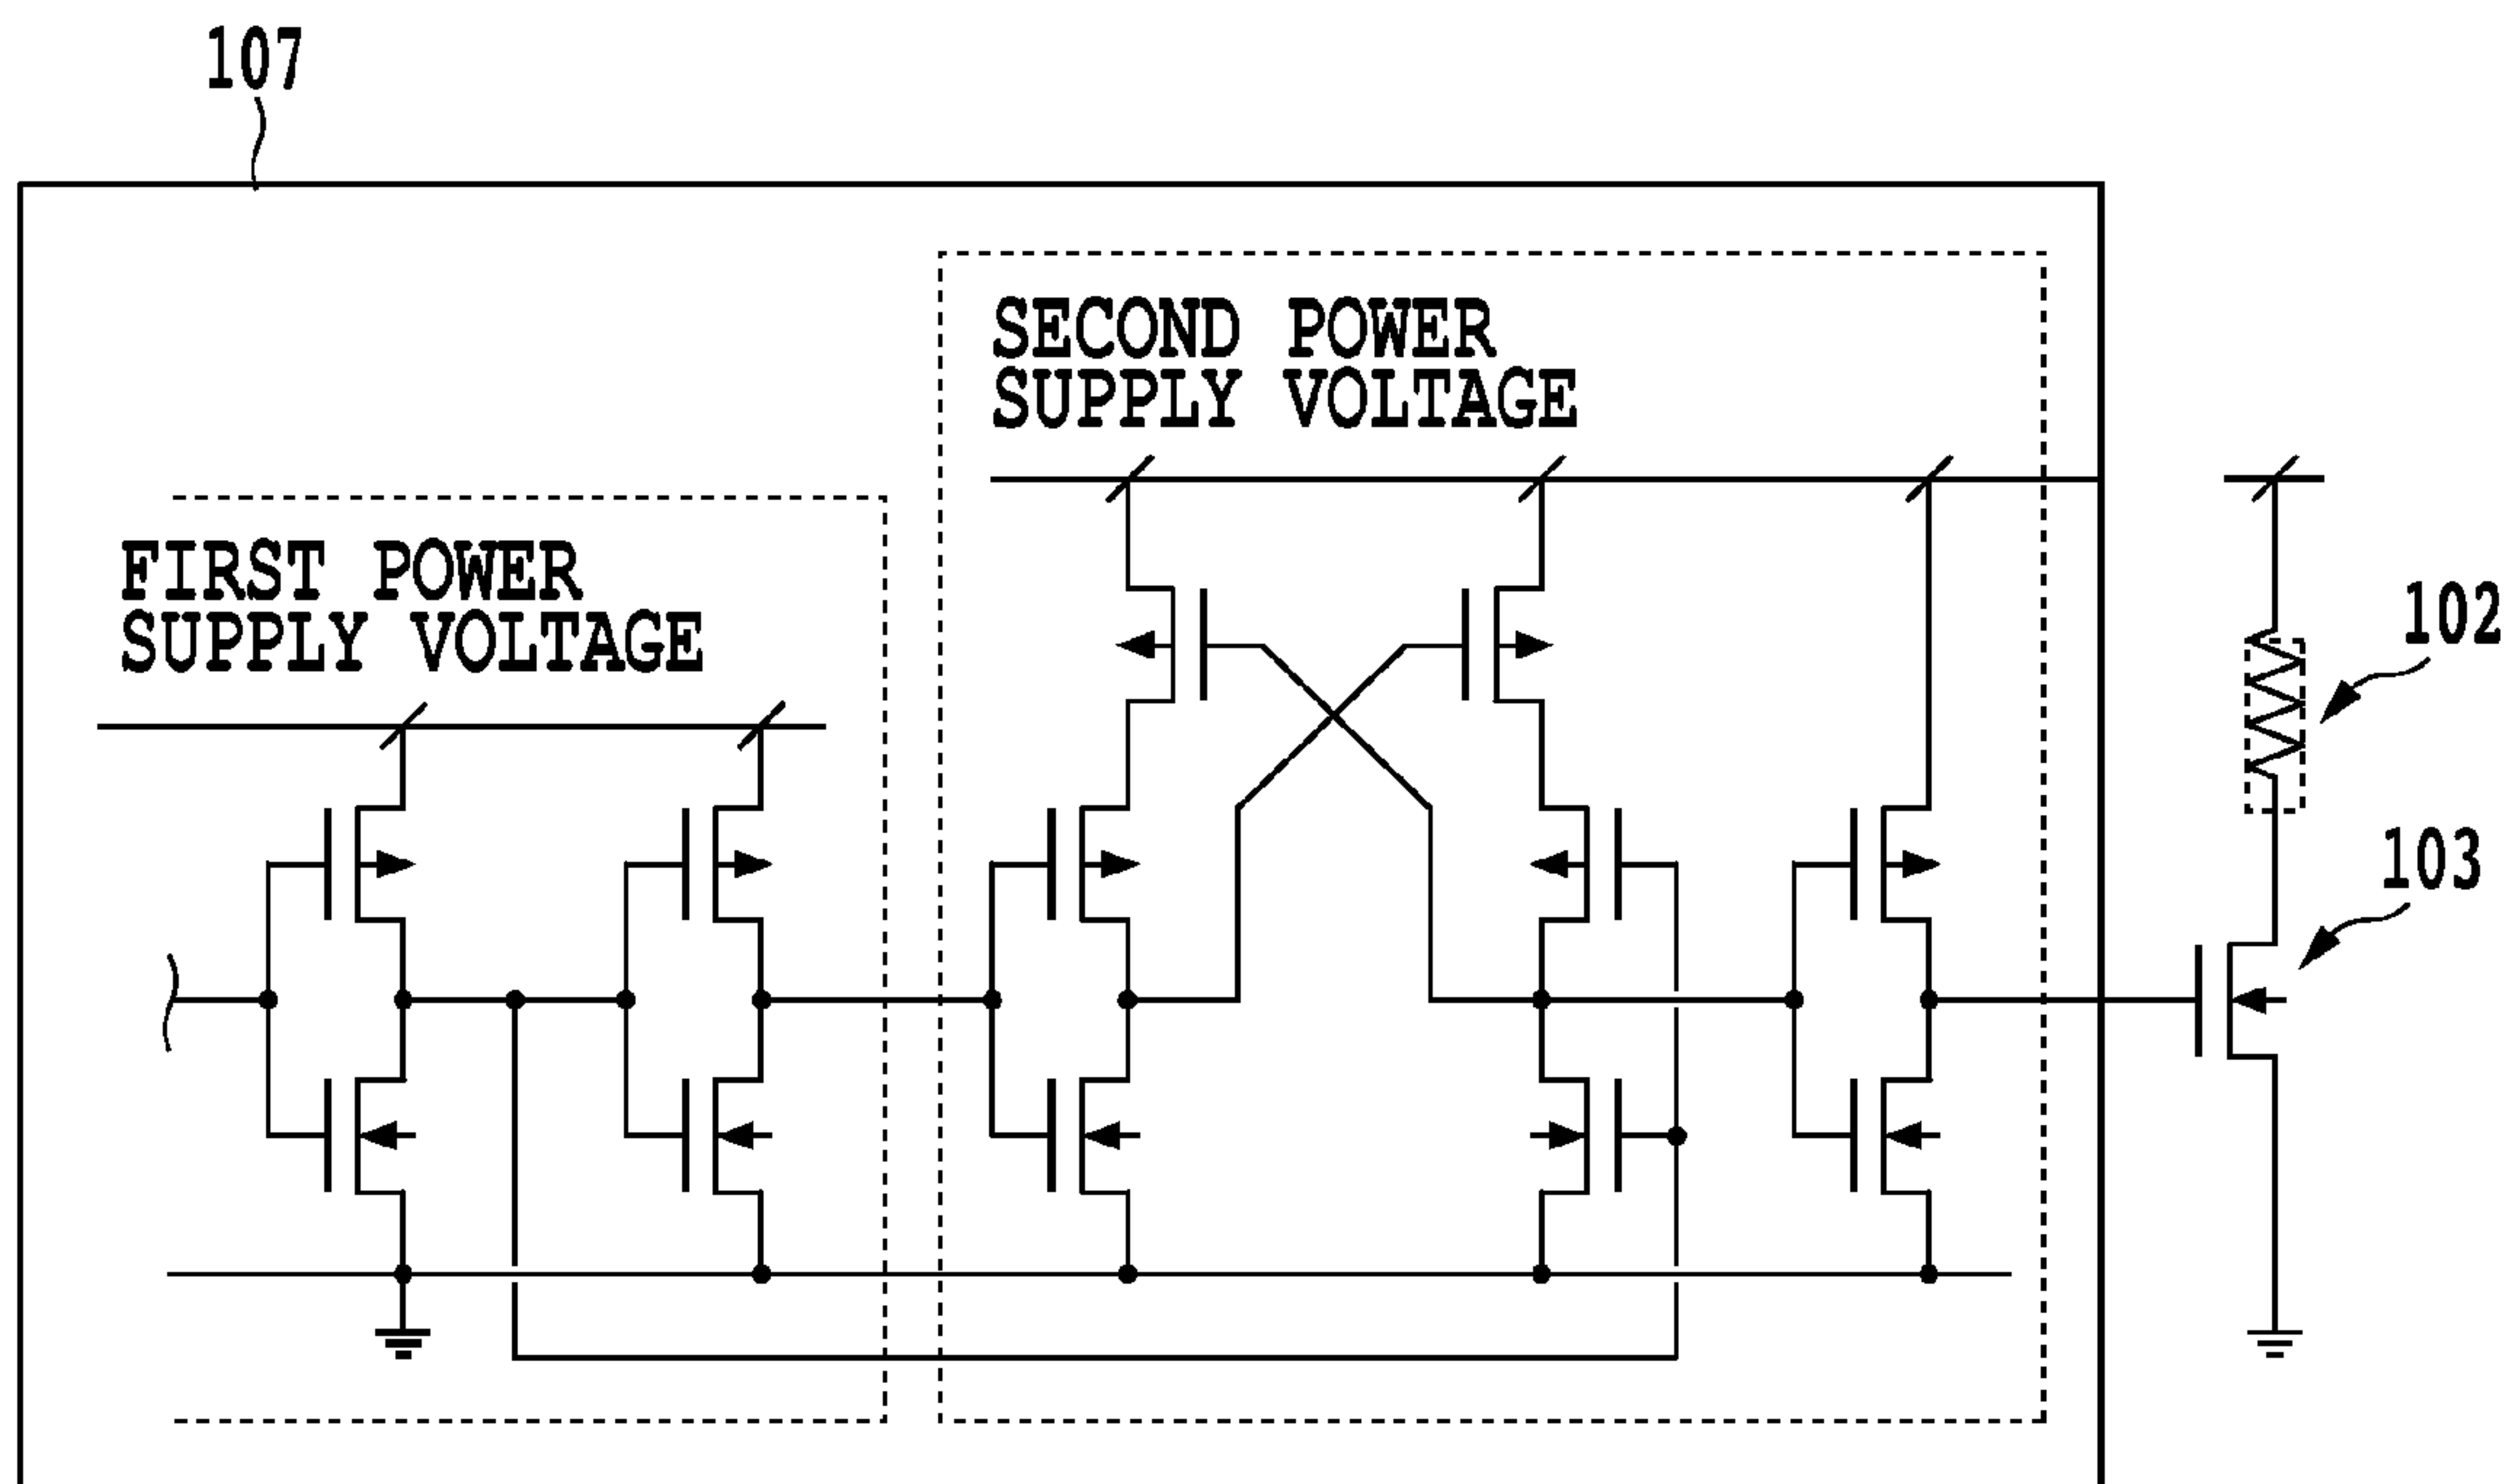 107
SECOND POWER
SUPPLY VOLTAGE
FIRST POWER
SUPPLY VOLTAGE
102
103